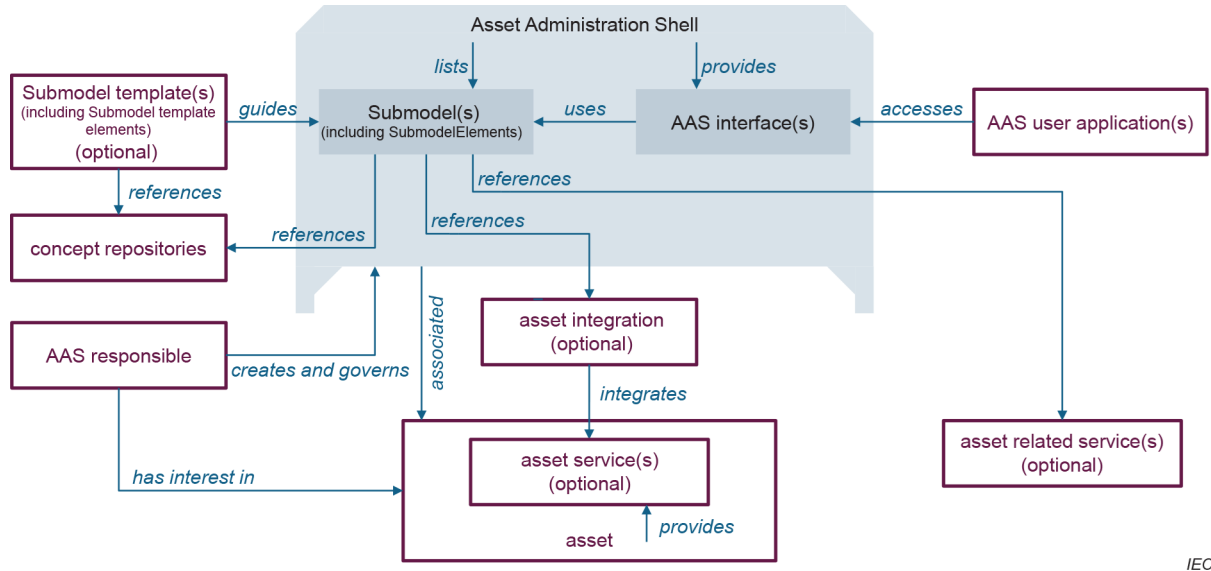 Asset Administration Shell
lists
provides
Submodel template(s)
(including Submodel template
elements)
(optional)
guides
Submodel(s)
(including SubmodelElements)
uses
AAS interface(s)
accesses
AAS user application(s)
references
references
references
references
concept repositories
asset integration
(optional)
AAS responsible
creates and governs
associated
integrates
asset service(s)
(optional)
asset related service(s)
(optional)
has interest in
provides
asset
IEC